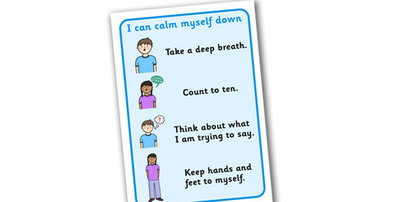 I can calm myself down
Take a deep breath.
Count to ten.
?
Think about what
I am trying to say.
Keep hands and
feet to myself.